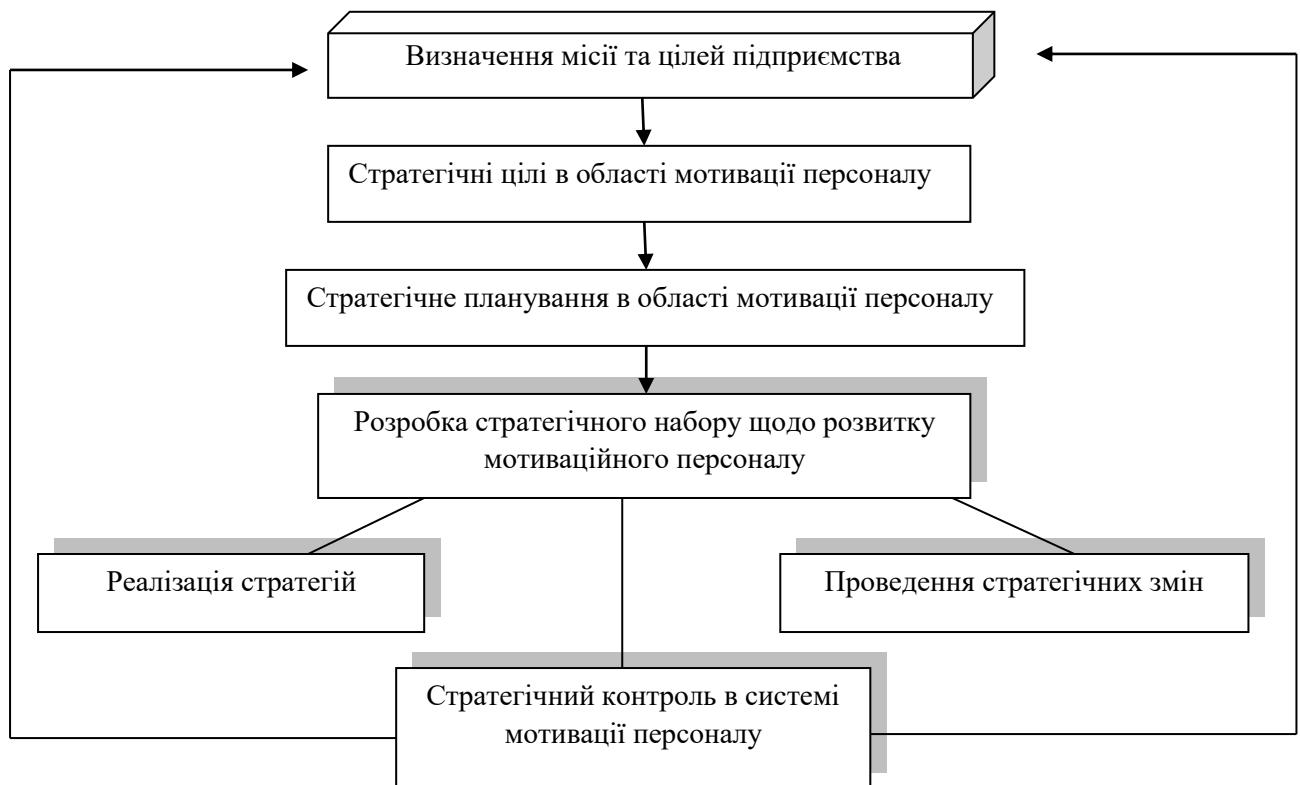 Визначення місії та цілей підприємства
Стратегічні цілі в області мотивації персоналу
Стратегічне планування в області мотивації персоналу
Розробка стратегічного набору щодо розвитку
мотиваційного персоналу
Реалізація стратегій
Проведення стратегічних змін
Стратегічний контроль в системі
мотивації персоналу